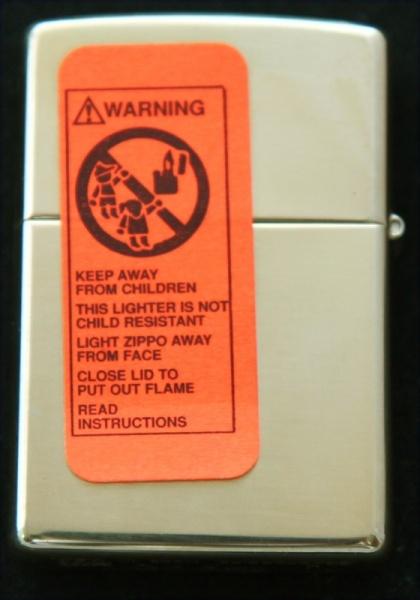 WARNING
KEEP AWAY
FROM CHILDREN
THIS LIGHTER IS NOT
CHILD RESISTANT
LIGHT ZIPPO AWAY
FROM FACE
CLOSE LID TO
PUT OUT FLAME
READ
INSTRUCTIONS